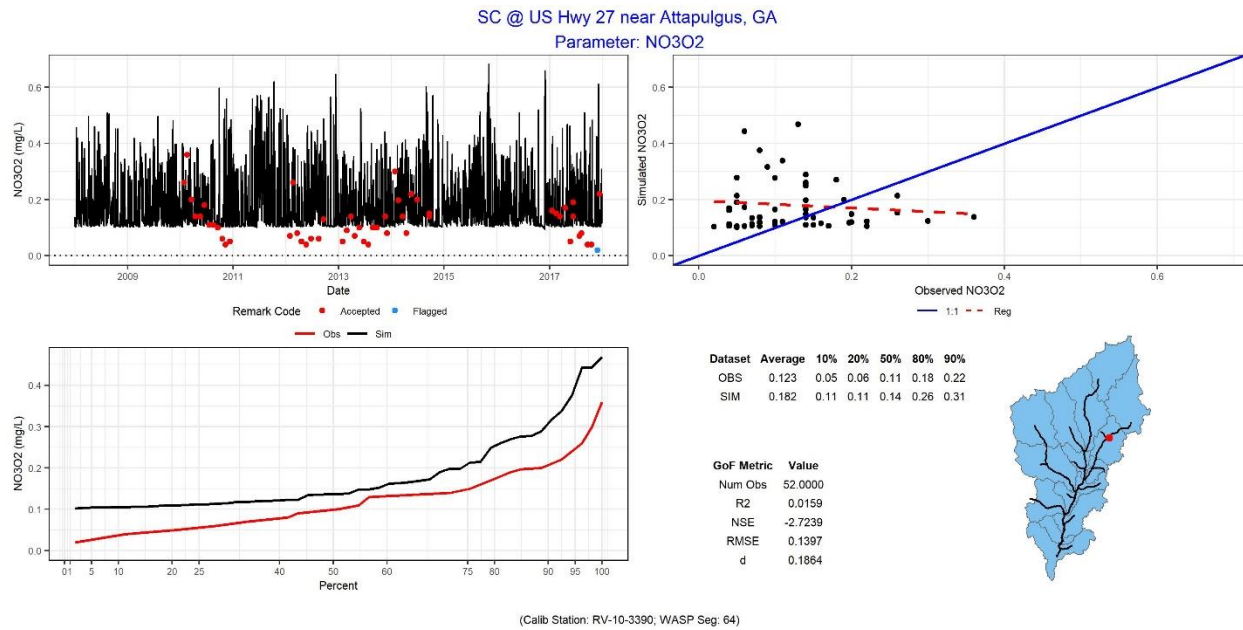 SC @ US Hwy 27 near Attapulgus, GA
Parameter: NO3O2
NO3O2 (mg/L)
0.6
0.4
0.2
0.0
2009 2011 2013 2015 2017
Date
Remark Code Accepted Flagged
Obs Sim
Simulated NO3O2
0.6
0.4
0.2
0.0
0.0 0.2 0.4 0.6
Observed NO3O2
1:1 Reg
NO3O2 (mg/L)
0.4
0.3
0.2
0.1
0.0
01 5 10 20 25 40 50 60 75 80 90 95 100
Percent
Dataset Average 10% 20% 50% 80% 90%
OBS 0.123 0.05 0.06 0.11 0.18 0.22
SIM 0.182 0.11 0.11 0.14 0.26 0.31
GoF Metric Value
Num Obs 52.0000
R2 0.0159
NSE -2.7239
RMSE 0.1397
d 0.1864
(Calib Station: RV-10-3390; WASP Seg: 64)